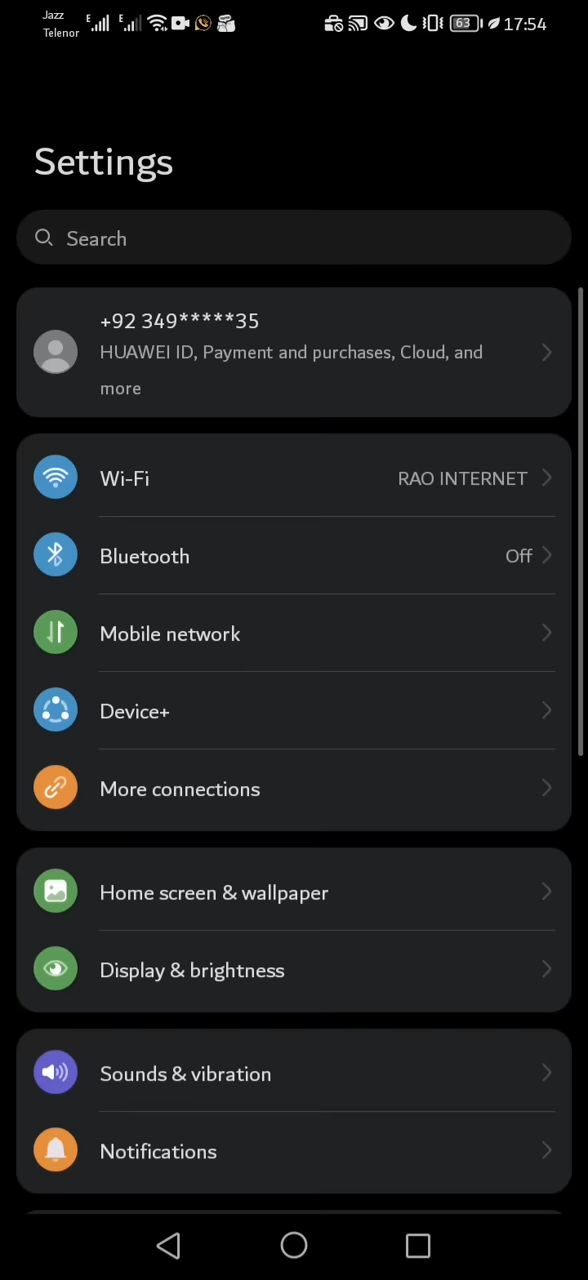 Jazz
Telenor
E E 63 17:54
Settings
Search
+92 349*****35
HUAWEI ID, Payment and purchases, Cloud, and
more
Wi-Fi RAO INTERNET
Bluetooth Off
Mobile network
Device+
More connections
Home screen & wallpaper
Display & brightness
Sounds & vibration
Notifications